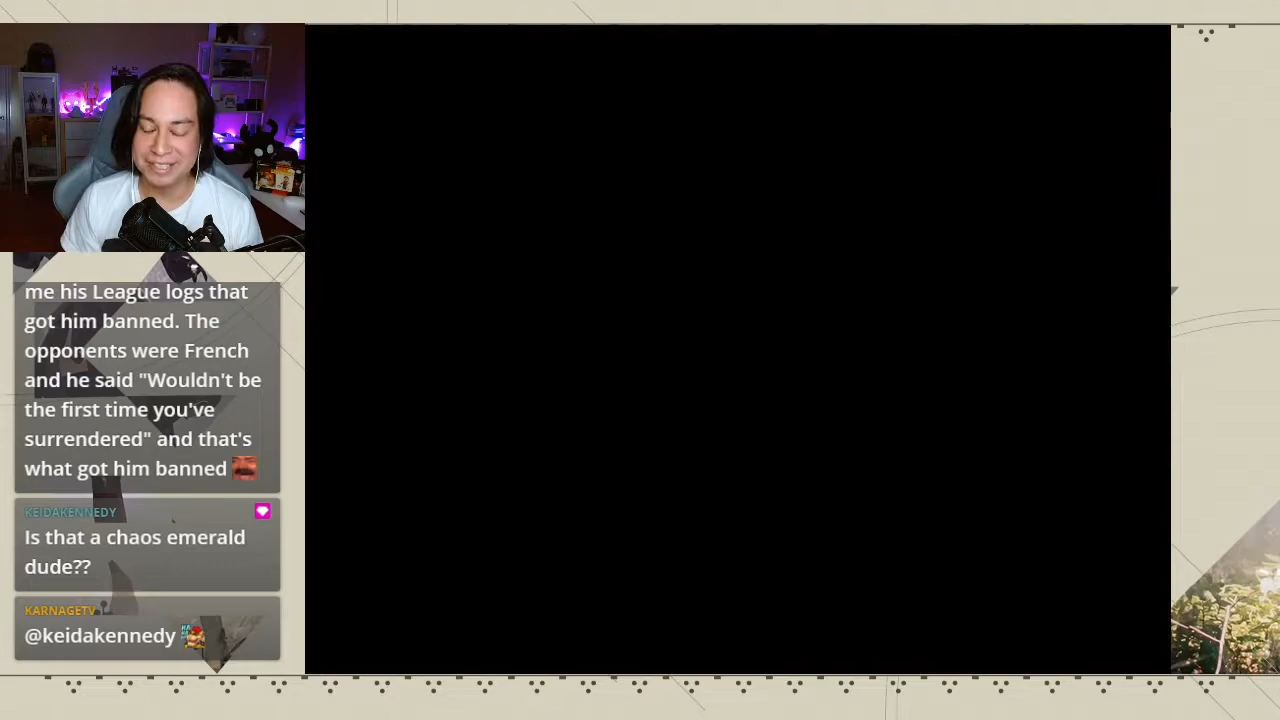 me his League logs that
got him banned. The
opponents were French
and he said "Wouldn't be
the first time you've
surrendered" and that's
what got him banned
KEIDAKENNEDY
Is that a chaos emerald
dude??
KARNAGETV
@keidakennedy